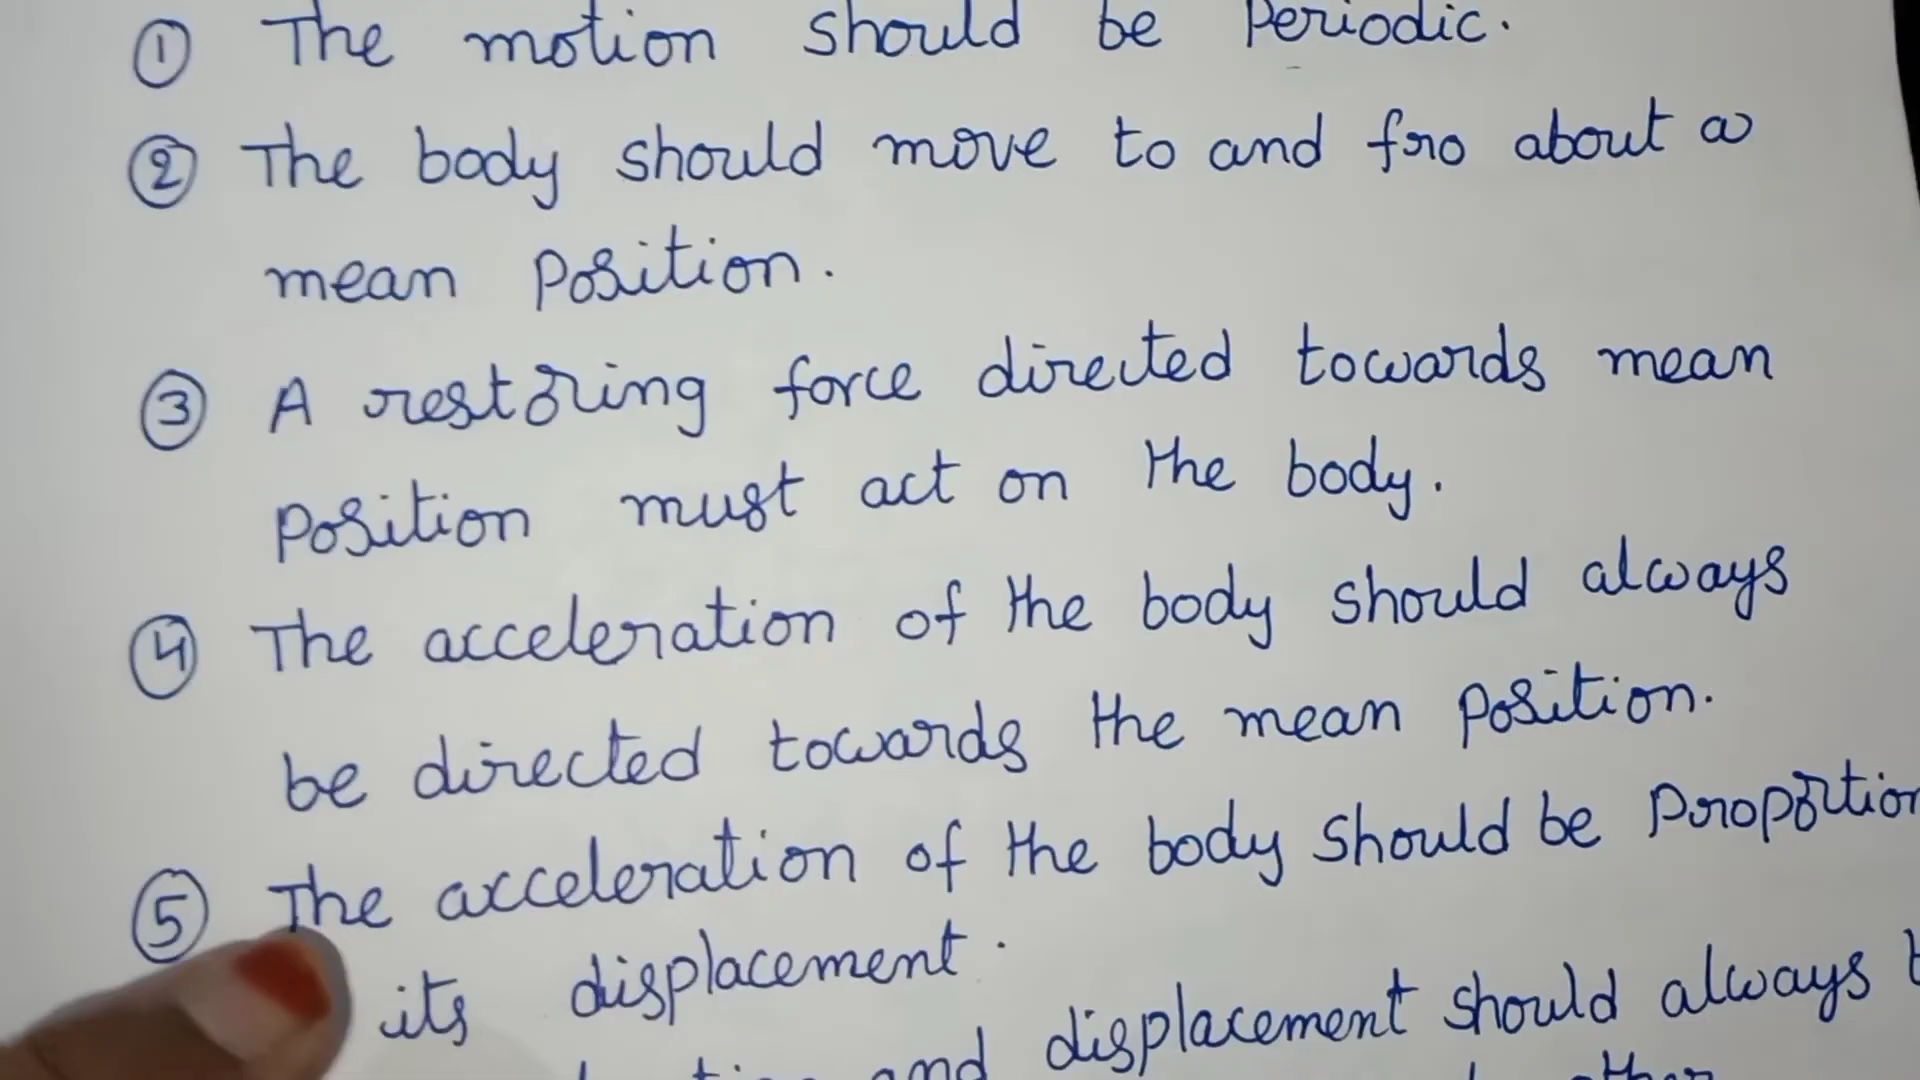 ① The motion should be Periodic.
② The body should move to and fro about a
mean Position.
③ A restoring force directed towards mean
Position must act on the body.
④ The acceleration of the body should always
be directed towards the mean Position.
⑤ The acceleration of the body should be
its displacement.
and displacement should always